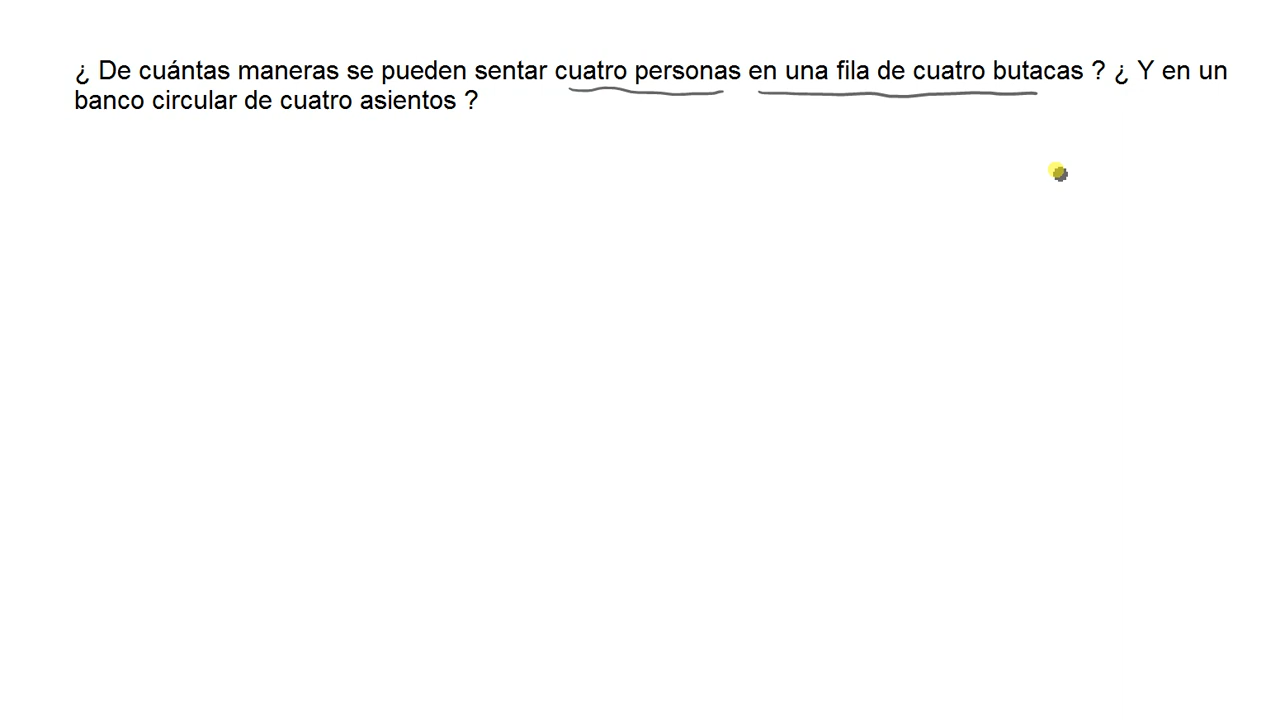 ¿ De cuántas maneras se pueden sentar cuatro personas en una fila de cuatro butacas ? ¿ Y en un
banco circular de cuatro asientos ?